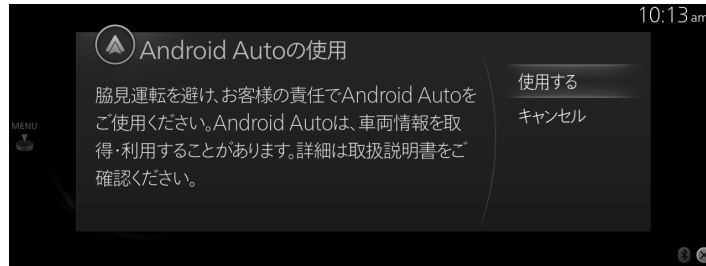 10:13 am
Android Autoの使用
脇見運転を避け、お客様の責任でAndroid Autoを
ご使用ください。Android Autoは、車両情報を取
得・利用することがあります。詳細は取扱説明書をご
確認ください。
使用する
キャンセル
MENU